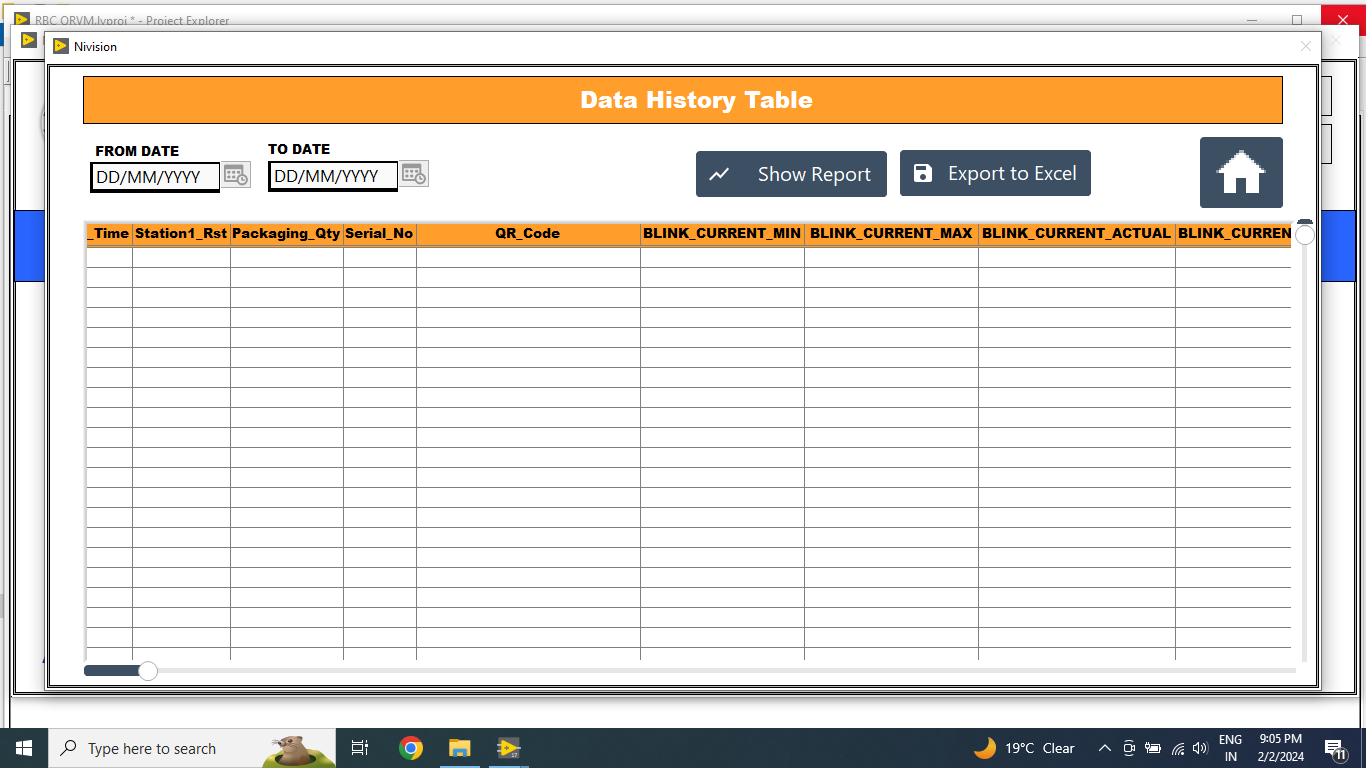 RBC ORVM.lvproj * - Project Explorer
Nivision
Data History Table
FROM DATE
TO DATE
DD/MM/YYYY
DD/MM/YYYY
Show Report
Export to Excel
_Time Station1_Rst Packaging_Qty Serial_No QR_Code BLINK_CURRENT_MIN BLINK_CURRENT_MAX BLINK_CURRENT_ACTUAL BLINK_CURREN
Type here to search
19°C Clear
ENG
IN
9:05 PM
2/2/2024
11